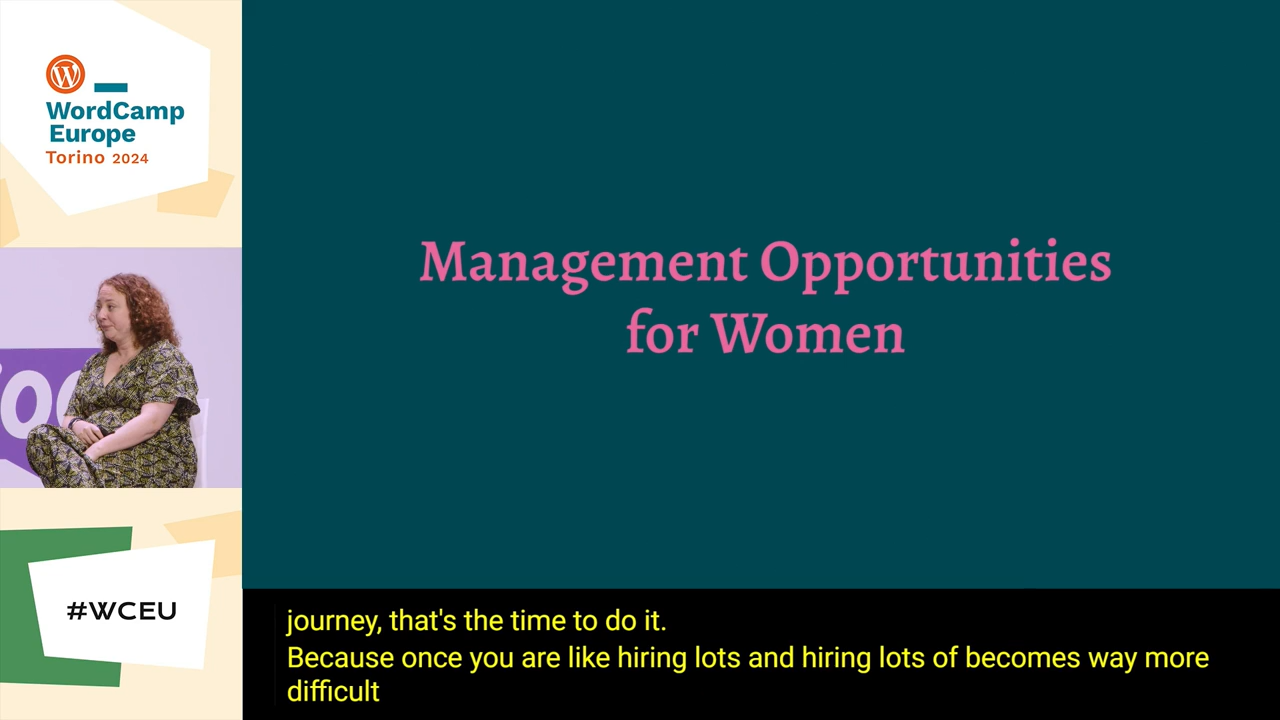 WordCamp
Europe
Torino 2024
Management Opportunities
for Women
#WCEU
journey, that's the time to do it.
Because once you are like hiring lots and hiring lots of becomes way more
difficult